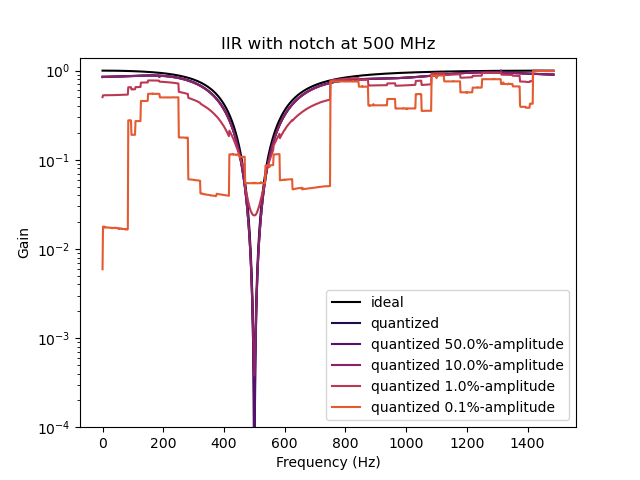 IIR with notch at 500 MHz
10⁰
10⁻¹
10⁻²
10⁻³
10⁻⁴
Gain
ideal
quantized
quantized 50.0%-amplitude
quantized 10.0%-amplitude
quantized 1.0%-amplitude
quantized 0.1%-amplitude
0 200 400 600 800 1000 1200 1400
Frequency (Hz)